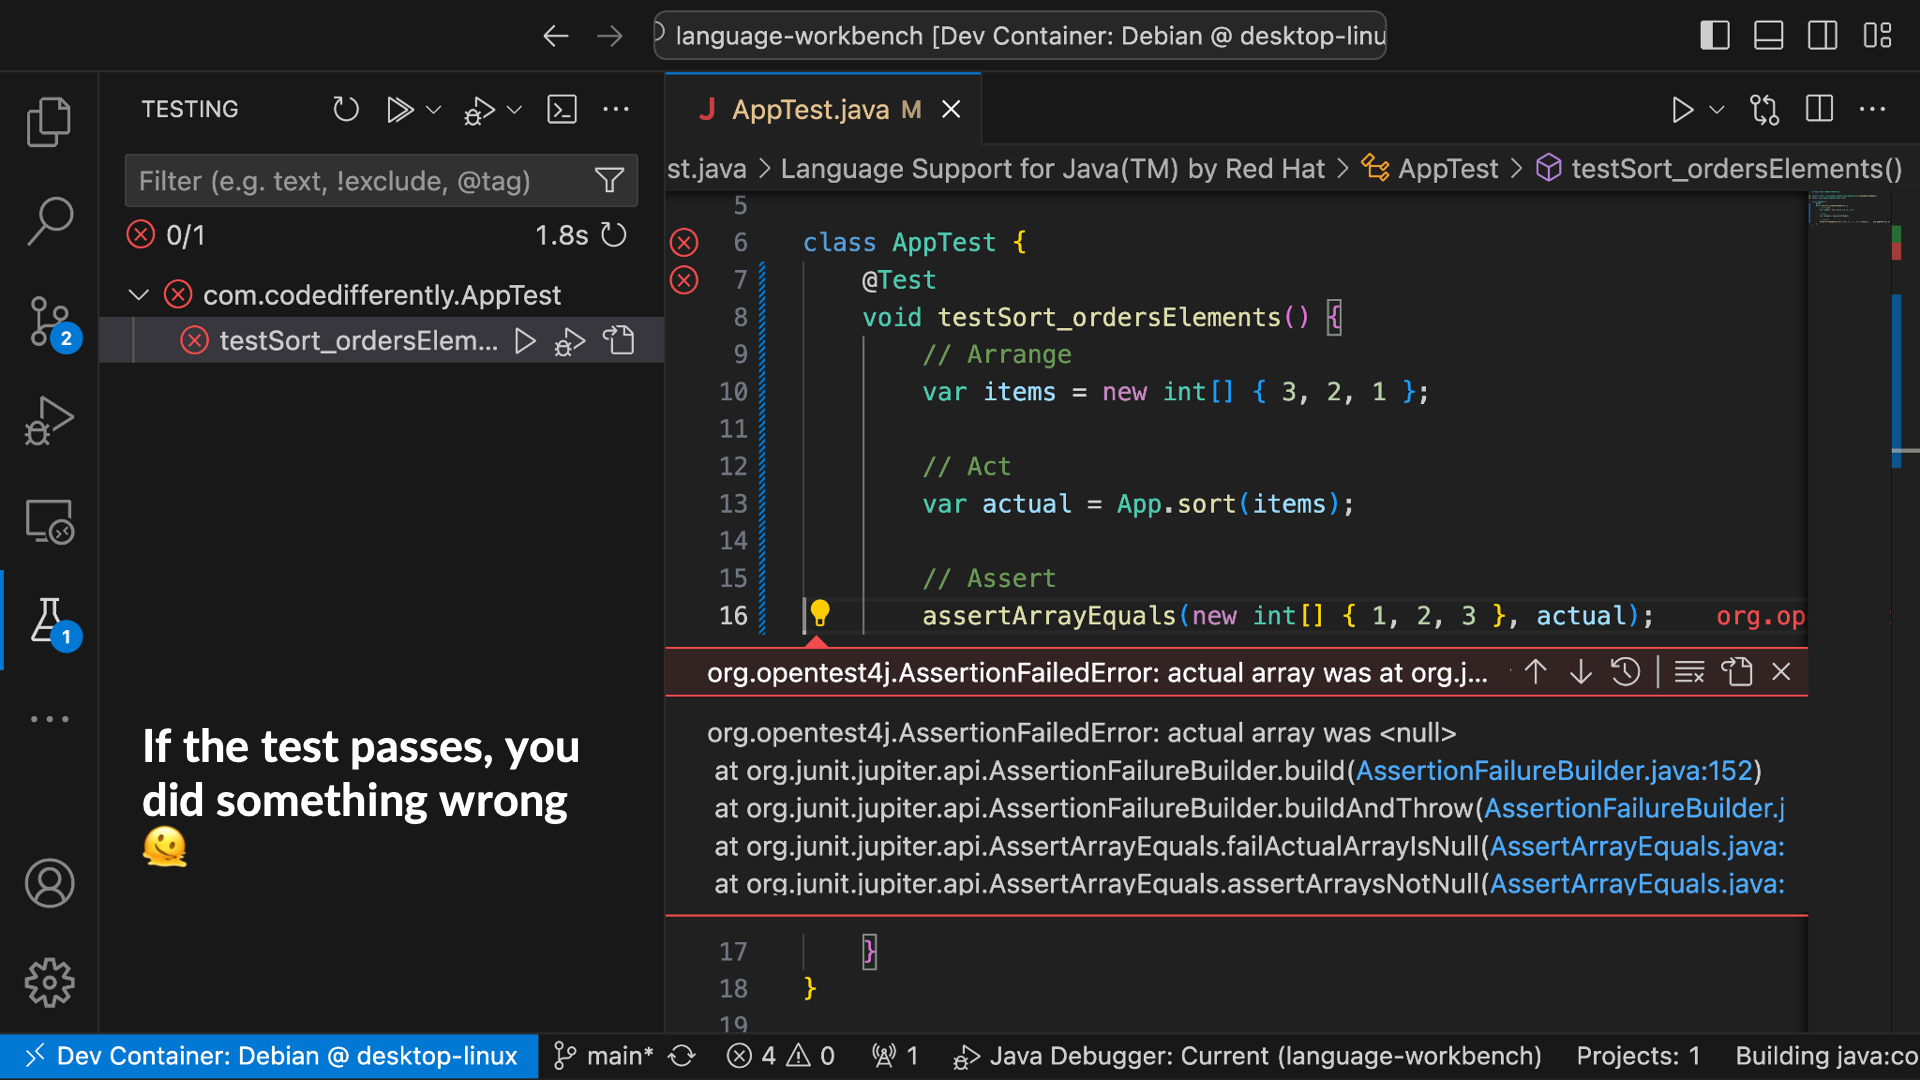 language-workbench [Dev Container: Debian @ desktop-linu
TESTING
Filter (e.g. text, !exclude, @tag)
0/1
1.8s
com.codedifferently.AppTest
testSort_ordersElem...
2
1
If the test passes, you
did something wrong
🫠
J AppTest.java M
st.java > Language Support for Java(TM) by Red Hat > AppTest > testSort_ordersElements()
5
6 class AppTest {
7 @Test
8 void testSort_ordersElements() {
9 // Arrange
10 var items = new int[] { 3, 2, 1 };
11
12 // Act
13 var actual = App.sort(items);
14
15 // Assert
16 assertArrayEquals(new int[] { 1, 2, 3 }, actual); org.op
org.opentest4j.AssertionFailedError: actual array was at org.j...
org.opentest4j.AssertionFailedError: actual array was <null>
at org.junit.jupiter.api.AssertionFailureBuilder.build(AssertionFailureBuilder.java:152)
at org.junit.jupiter.api.AssertionFailureBuilder.buildAndThrow(AssertionFailureBuilder.j
at org.junit.jupiter.api.AssertArrayEquals.failActualArrayIsNull(AssertArrayEquals.java:
at org.junit.jupiter.api.AssertArrayEquals.assertArraysNotNull(AssertArrayEquals.java:
17 }
18 }
19
Dev Container: Debian @ desktop-linux main* 4 0 1 Java Debugger: Current (language-workbench) Projects: 1 Building java:co